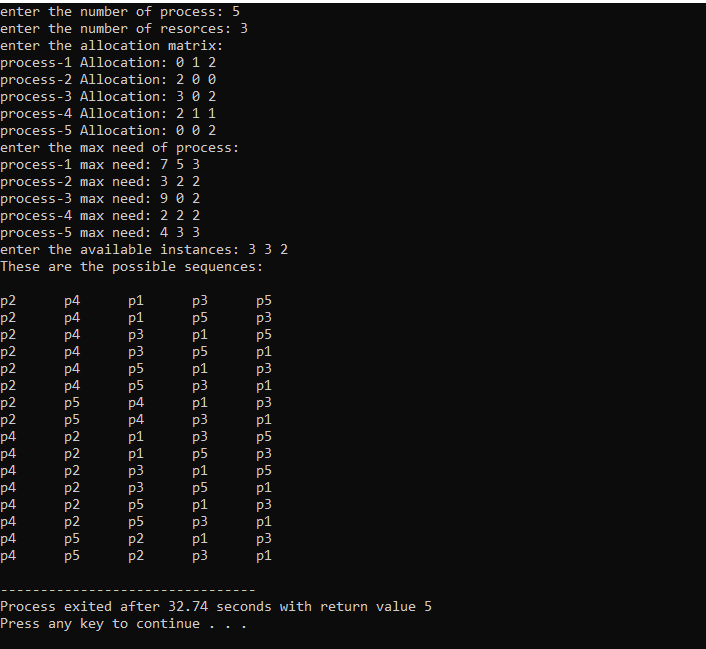 enter the number of process: 5
enter the number of resorces: 3
enter the allocation matrix:
process-1 Allocation: 0 1 2
process-2 Allocation: 2 0 0
process-3 Allocation: 3 0 2
process-4 Allocation: 2 1 1
process-5 Allocation: 0 0 2
enter the max need of process:
process-1 max need: 7 5 3
process-2 max need: 3 2 2
process-3 max need: 9 0 2
process-4 max need: 2 2 2
process-5 max need: 4 3 3
enter the available instances: 3 3 2
These are the possible sequences:
p2 p4 p1 p3 p5
p2 p4 p1 p5 p3
p2 p4 p3 p1 p5
p2 p4 p3 p5 p1
p2 p4 p5 p1 p3
p2 p4 p5 p3 p1
p2 p5 p4 p1 p3
p2 p5 p4 p3 p1
p4 p2 p1 p3 p5
p4 p2 p1 p5 p3
p4 p2 p3 p1 p5
p4 p2 p3 p5 p1
p4 p2 p5 p1 p3
p4 p2 p5 p3 p1
p4 p5 p2 p1 p3
p4 p5 p2 p3 p1
--------------------------------
Process exited after 32.74 seconds with return value 5
Press any key to continue . . .